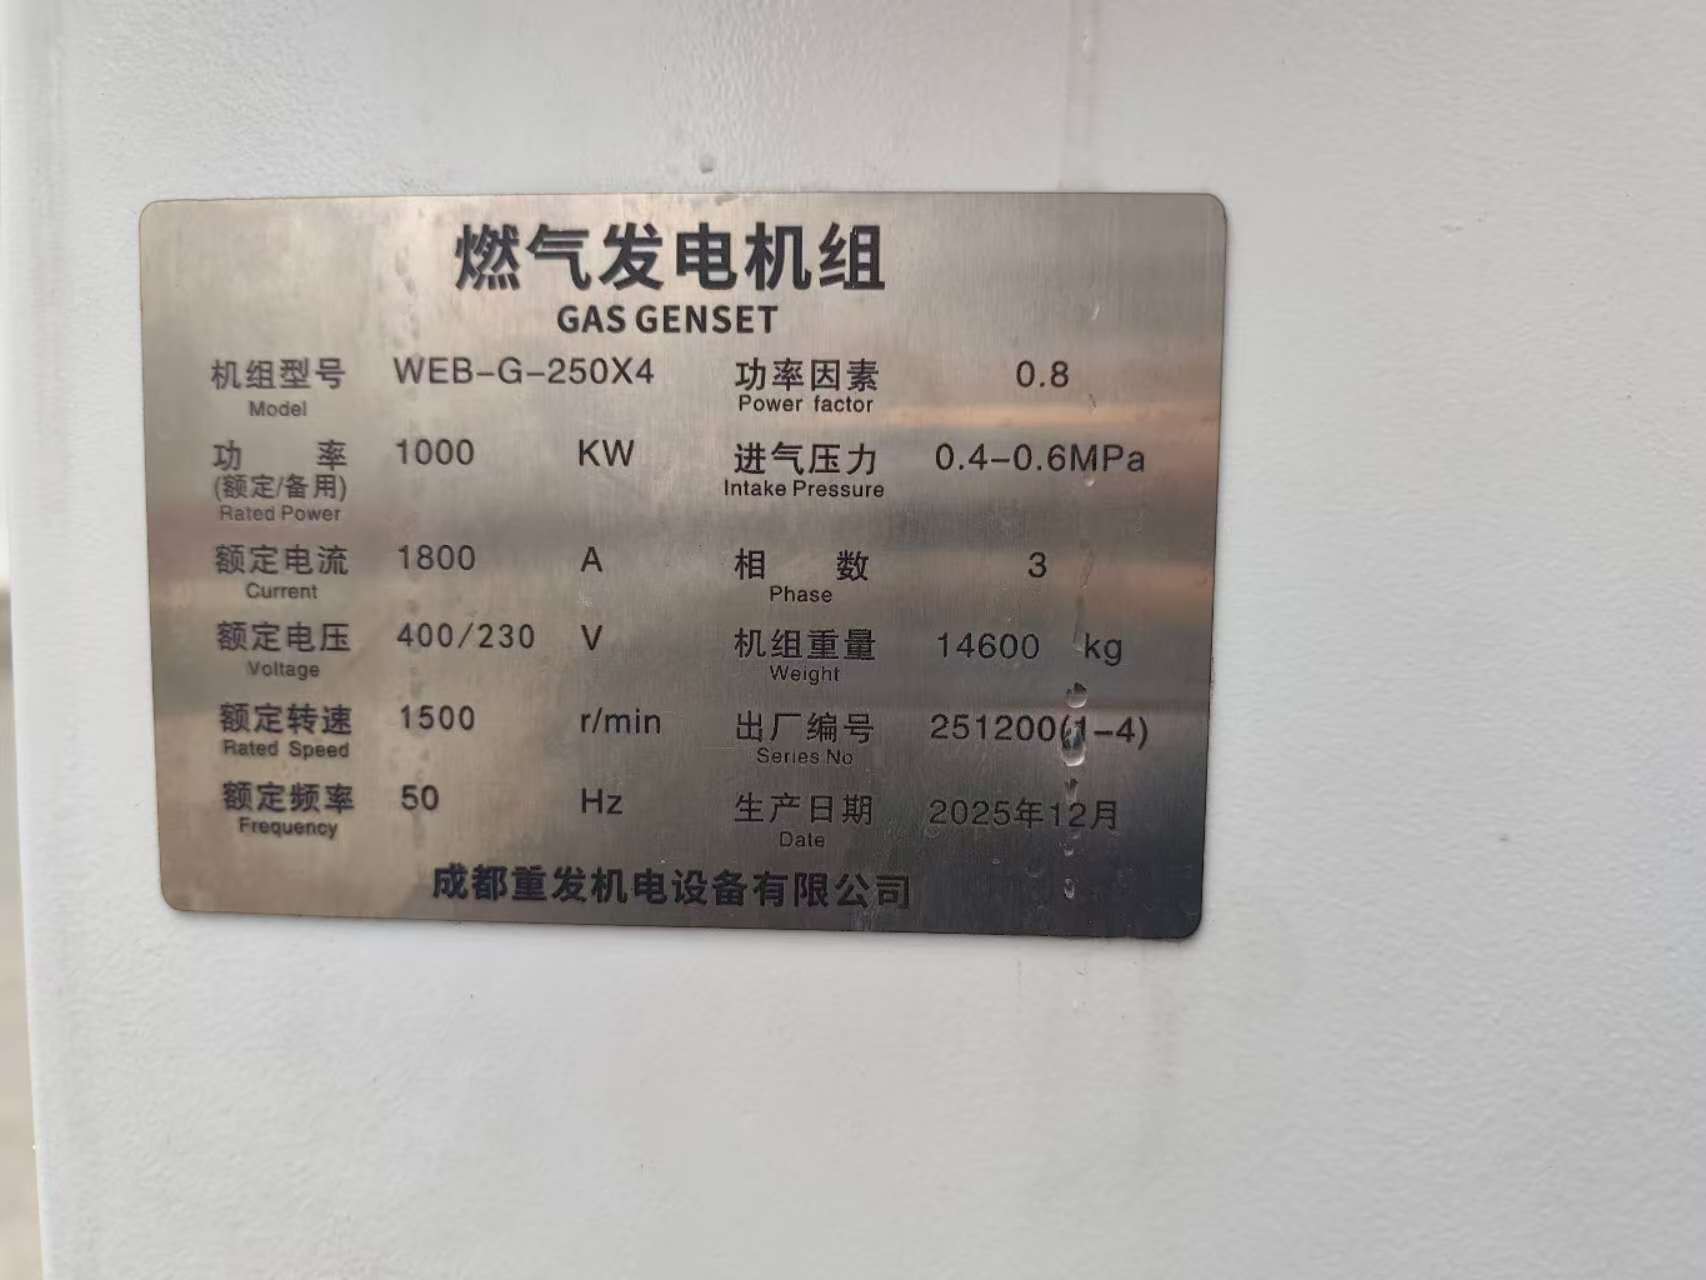 燃气发电机组
GAS GENSET
机组型号 WEB-G-250X4 功率因素 0.8
Model Power factor
功 率 1000 KW 进气压力 0.4-0.6MPa
(额定/备用) Intake Pressure
Rated Power
额定电流 1800 A 相 数 3
Current Phase
额定电压 400/230 V 机组重量 14600 kg
Voltage Weight
额定转速 1500 r/min 出厂编号 251200(1-4)
Rated Speed Series No
额定频率 50 Hz 生产日期 2025年12月
Frequency Date
成都重发机电设备有限公司